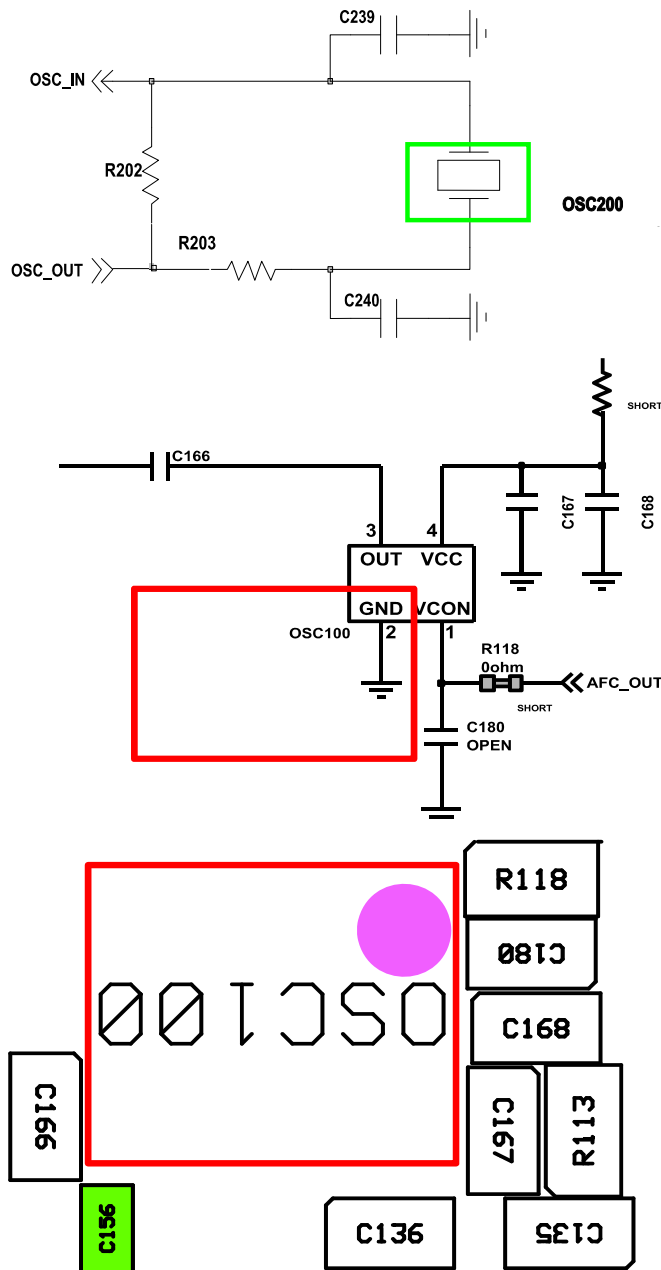 C239
OSC_IN
R202
OSC200
R203
OSC_OUT
C240
SHORT
C166
C167
C168
3 4
OUT VCC
GND VCON
OSC100 2 1
R118
0ohm
AFC_OUT
SHORT
C180
OPEN
R118
C180
OSC100
C168
C166
C167
R113
C156
C136
C135